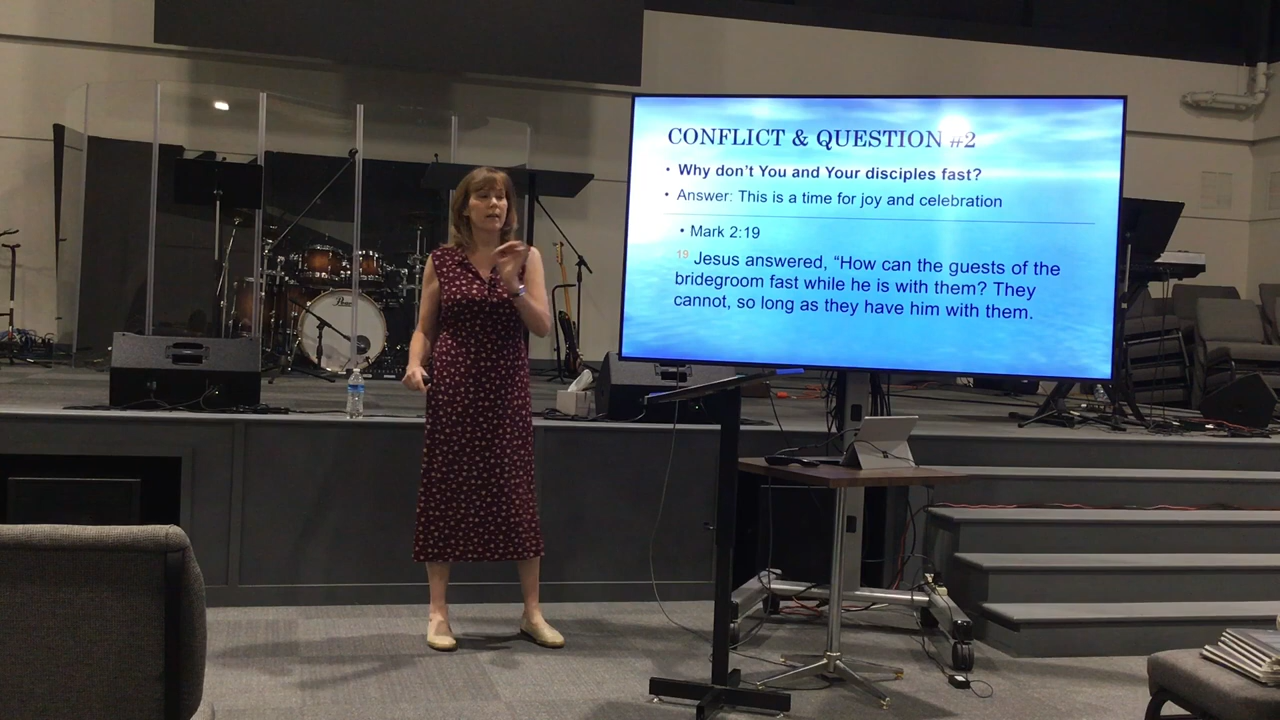 CONFLICT & QUESTION #2
• Why don't You and Your disciples fast?
• Answer: This is a time for joy and celebration
• Mark 2:19
19 Jesus answered, “How can the guests of the
bridegroom fast while he is with them? They
cannot, so long as they have him with them.
Pearl